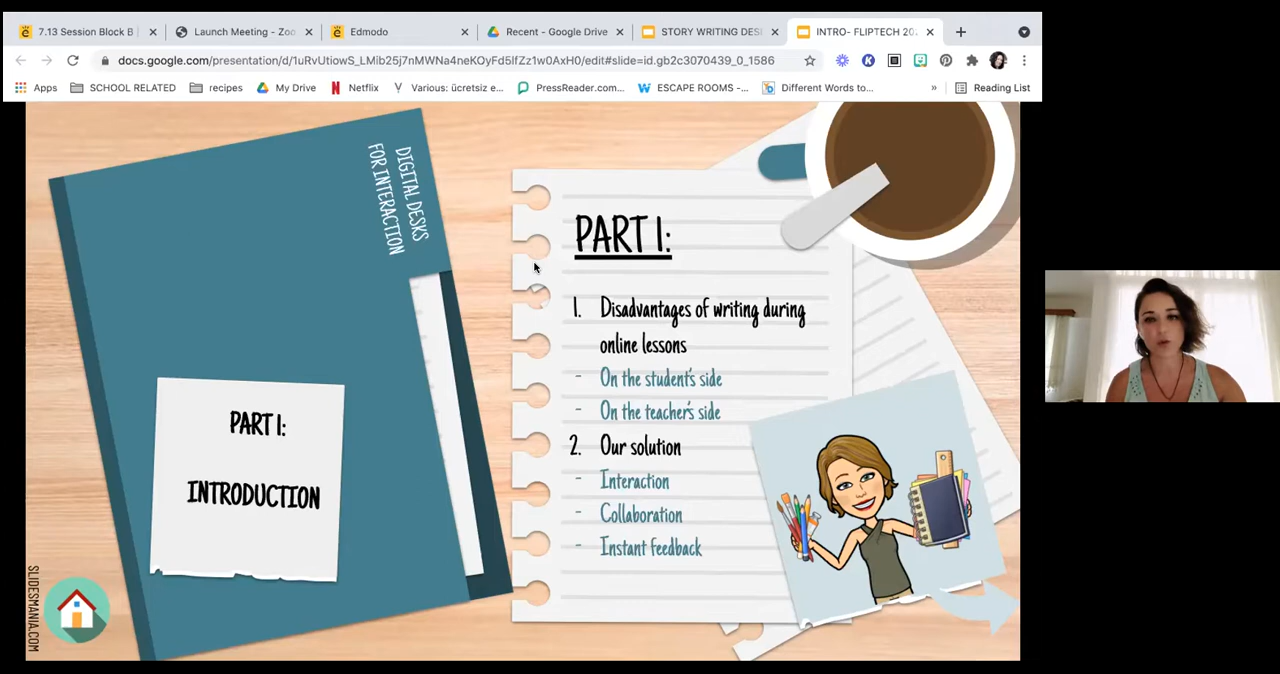 7.13 Session Block B
Launch Meeting - Zoo
Edmodo
Recent - Google Drive
STORY WRITING DES
INTRO- FLIPTECH 202
docs.google.com/presentation/d/1uRvUtiowS_LMib25j7nMWNa4neKOyFd5lfZz1w0AxH0/edit#slide=id.gb2c3070439_0_1586
Apps
SCHOOL RELATED
recipes
My Drive
Netflix
Various: ücretsiz e...
PressReader.com...
ESCAPE ROOMS -...
Different Words to...
»
Reading List
DIGITAL DESKS
FOR INTERACTION
PART I:
INTRODUCTION
SLIDESMANIA.COM
PART I:
1. Disadvantages of writing during
online lessons
- On the student's side
- On the teacher's side
2. Our solution
- Interaction
- Collaboration
- Instant feedback